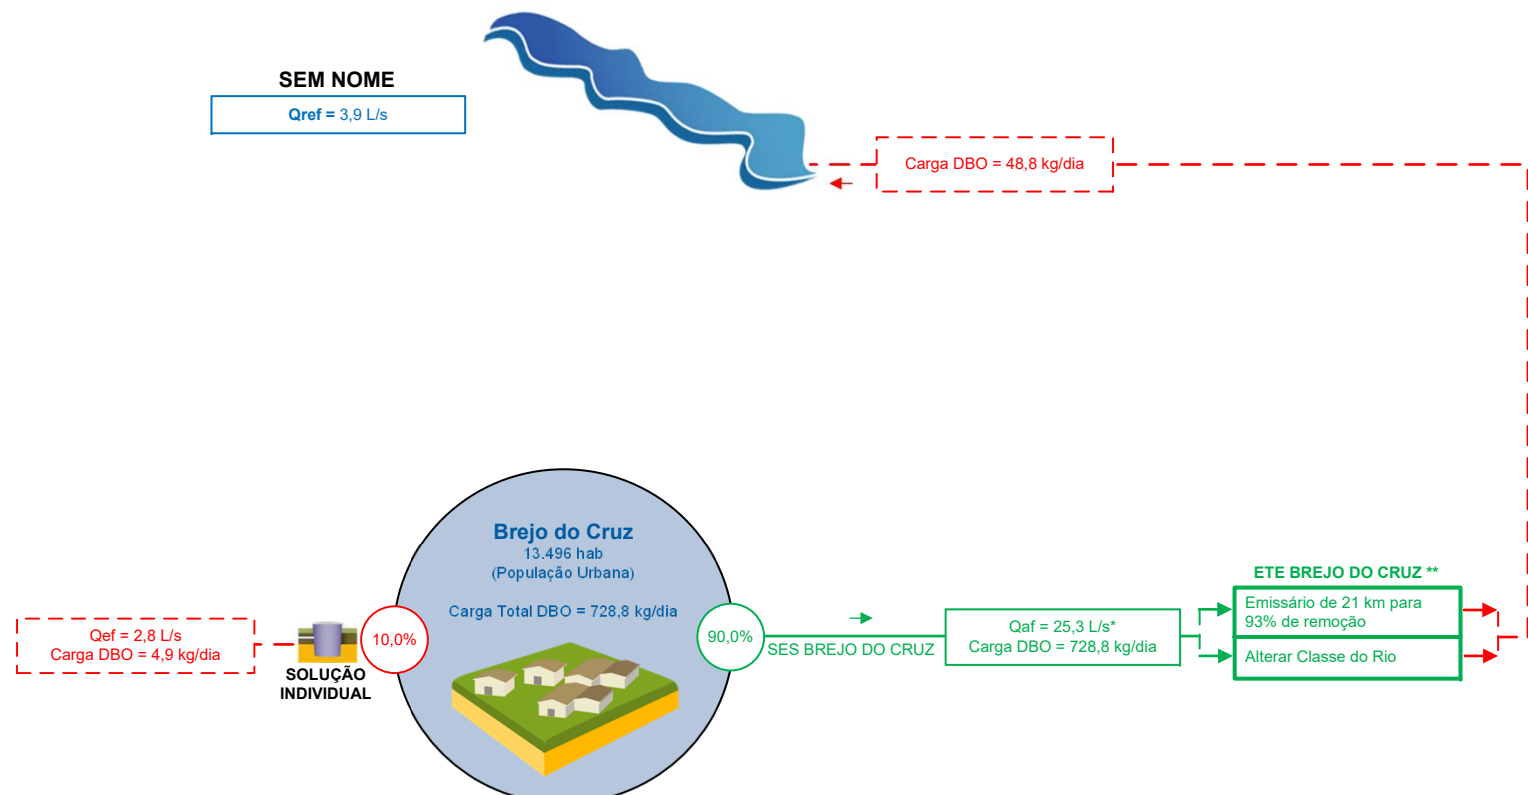 SEM NOME
Qref = 3,9 L/s
Carga DBO = 48,8 kg/dia
Brejo do Cruz
13.496 hab
(População Urbana)
Carga Total DBO = 728,8 kg/dia
Qef = 2,8 L/s
Carga DBO = 4,9 kg/dia
SOLUÇÃO
INDIVIDUAL
10,0%
90,0%
SES BREJO DO CRUZ
Qaf = 25,3 L/s*
Carga DBO = 728,8 kg/dia
ETE BREJO DO CRUZ **
Emissário de 21 km para
93% de remoção
Alterar Classe do Rio